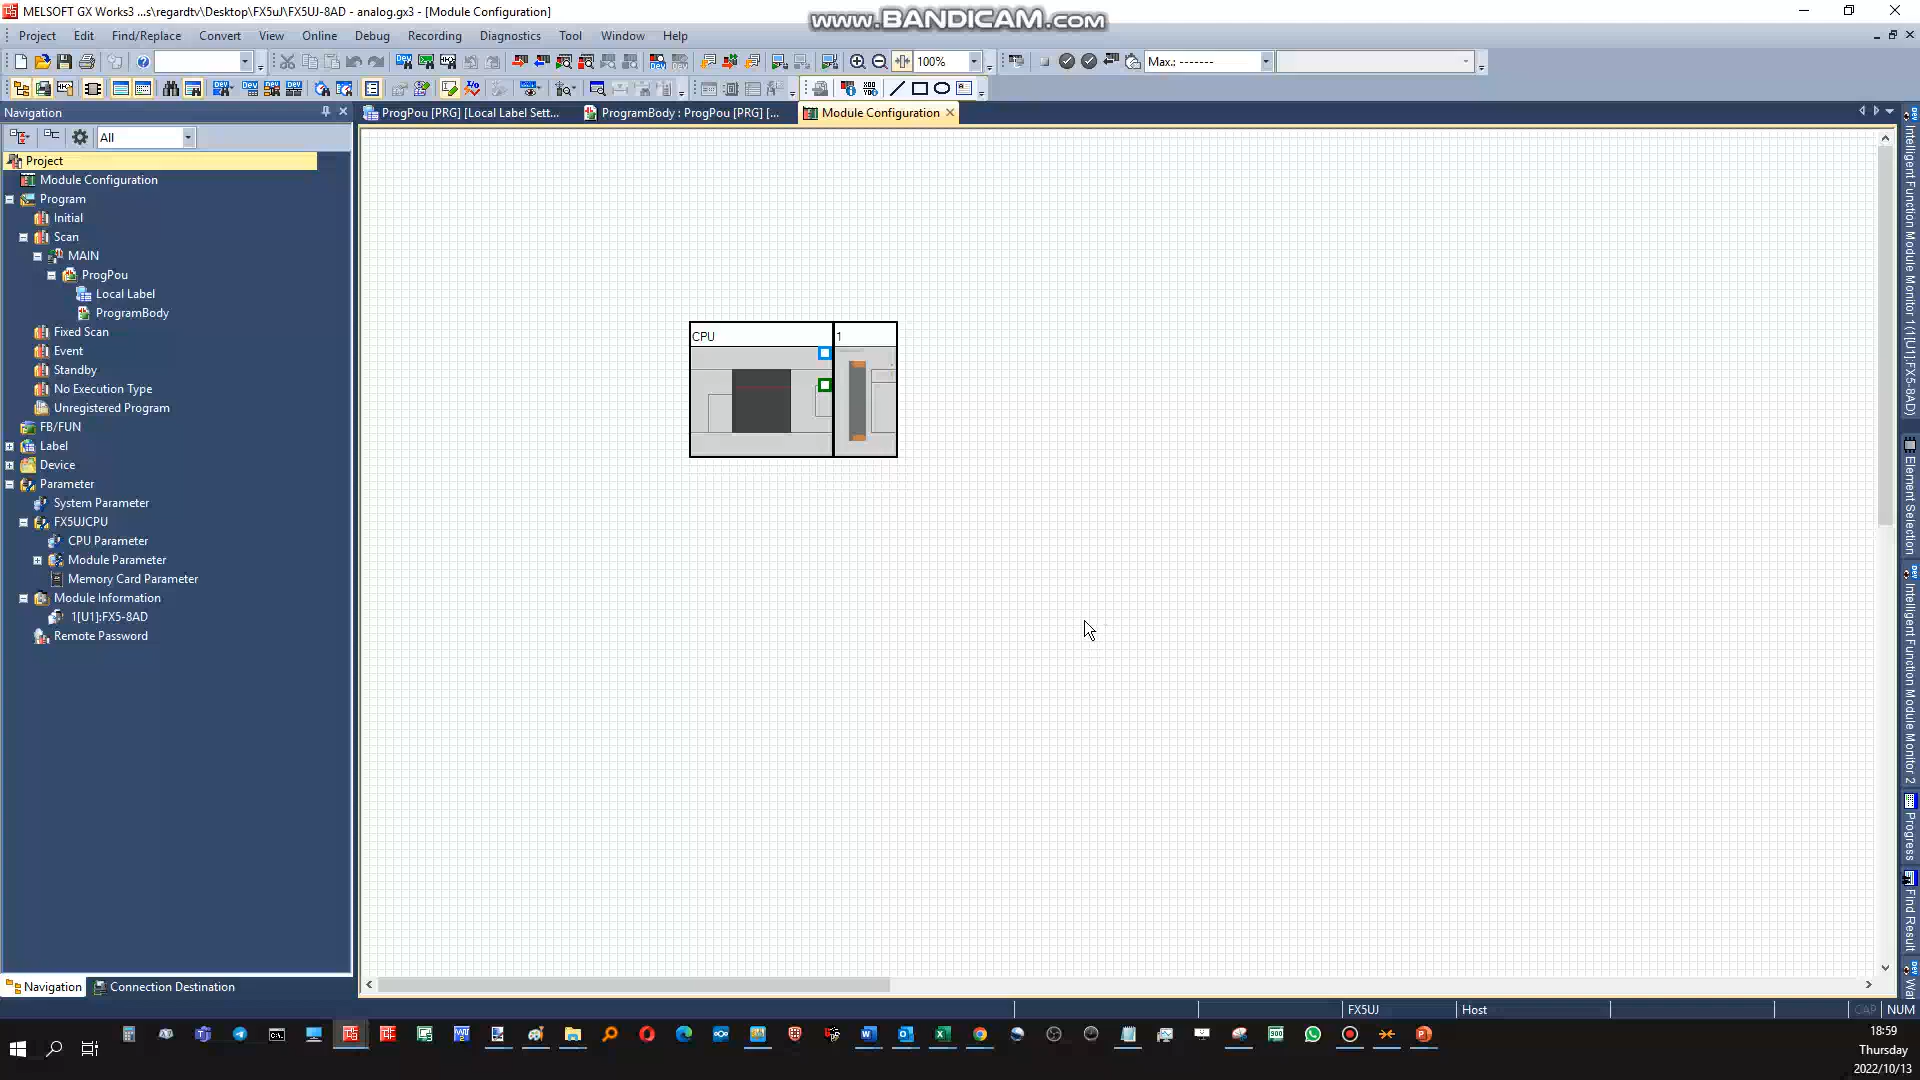 MELSOFT GX Works3 ...s\regardtv\Desktop\FX5uJ\FX5UJ-8AD - analog.gx3 - [Module Configuration]
www.BANDICAM.com
Project Edit Find/Replace Convert View Online Debug Recording Diagnostics Tool Window Help
100%
Max.: -------
Navigation
ProgPou [PRG] [Local Label Sett...
ProgramBody : ProgPou [PRG] [...
Module Configuration
All
Project
Module Configuration
Program
Initial
Scan
MAIN
ProgPou
Local Label
ProgramBody
Fixed Scan
Event
Standby
No Execution Type
Unregistered Program
FB/FUN
Label
Device
Parameter
System Parameter
FX5UJCPU
CPU Parameter
Module Parameter
Memory Card Parameter
Module Information
1[U1]:FX5-8AD
Remote Password
CPU
1
Intelligent Function Module Monitor 1(1[U1]:FX5-8AD)
Element Selection
Intelligent Function Module Monitor 2
Progress
Find Result
Navigation
Connection Destination
FX5UJ
Host
CAP
NUM
18:59
Thursday
2022/10/13